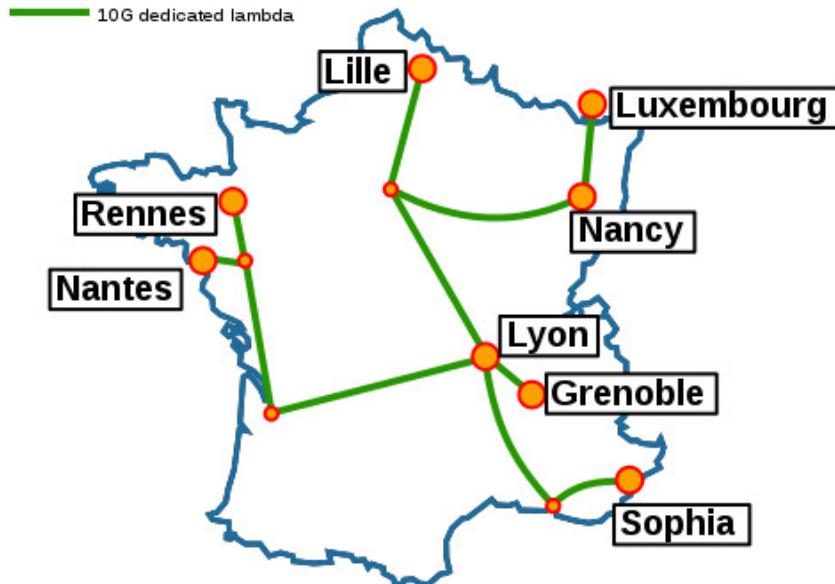 10G dedicated lambda
Lille
Luxembourg
Rennes
Nancy
Nantes
Lyon
Grenoble
Sophia